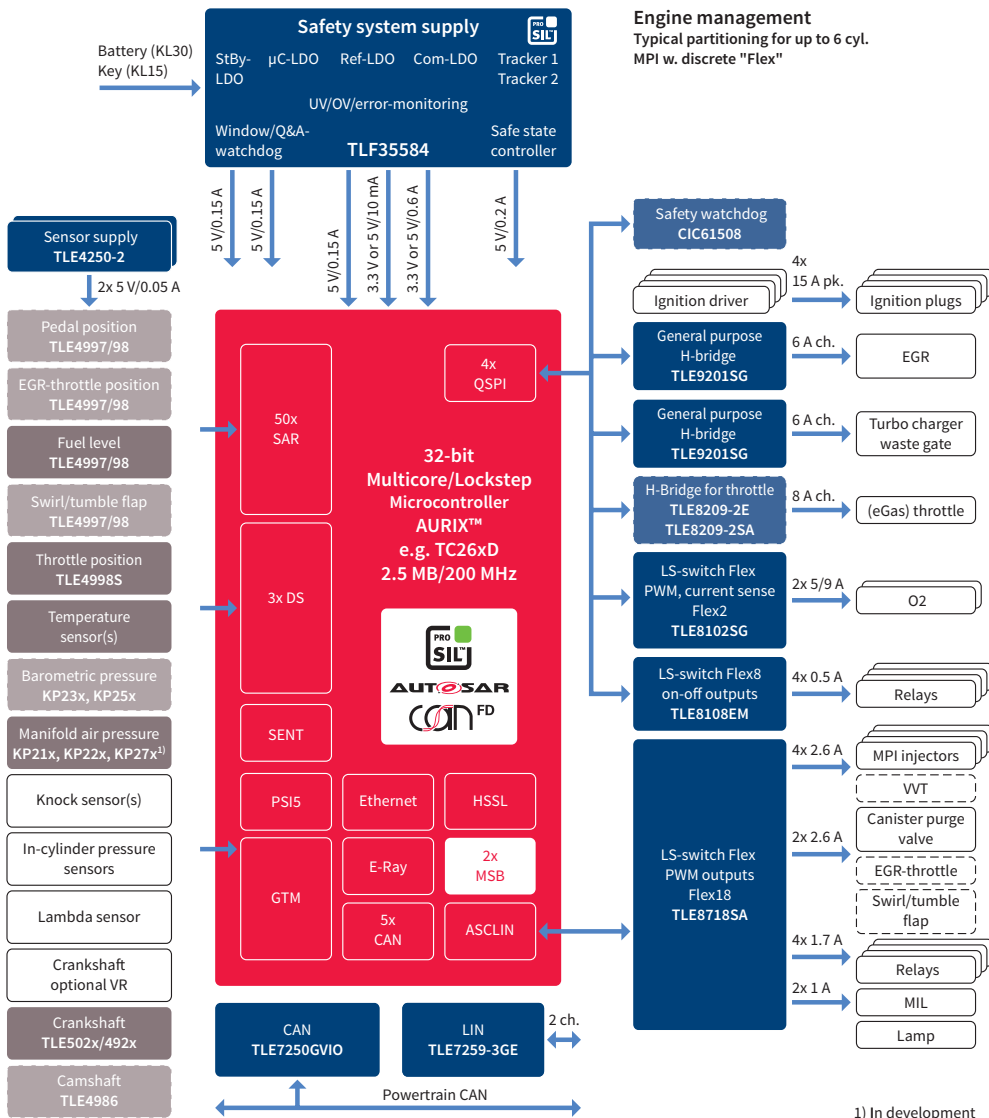 Engine management
Typical partitioning for up to 6 cyl.
MPI w. discrete "Flex"
Battery (KL30)
Key (KL15)
Safety system supply
PRO
SIL™
StBy-
LDO
µC-LDO
Ref-LDO
Com-LDO
Tracker 1
Tracker 2
UV/OV/error-monitoring
Window/Q&A-
watchdog
TLF35584
Safe state
controller
5 V/0.15 A
5 V/0.15 A
5 V/0.15 A
3.3 V or 5 V/10 mA
3.3 V or 5 V/0.6 A
5 V/0.2 A
Sensor supply
TLE4250-2
2x 5 V/0.05 A
Pedal position
TLE4997/98
EGR-throttle position
TLE4997/98
Fuel level
TLE4997/98
Swirl/tumble flap
TLE4997/98
Throttle position
TLE4998S
Temperature
sensor(s)
Barometric pressure
KP23x, KP25x
Manifold air pressure
KP21x, KP22x, KP27x1)
Knock sensor(s)
In-cylinder pressure
sensors
Lambda sensor
Crankshaft
optional VR
Crankshaft
TLE502x/492x
Camshaft
TLE4986
50x
SAR
3x DS
SENT
PSI5
GTM
4x
QSPI
32-bit
Multicore/Lockstep
Microcontroller
AURIX™
e.g. TC26xD
2.5 MB/200 MHz
PRO
SIL™
AUTOSAR
CAN FD
Ethernet
HSSL
E-Ray
2x
MSB
5x
CAN
ASCLIN
CAN
TLE7250GVIO
LIN
TLE7259-3GE
2 ch.
Powertrain CAN
Safety watchdog
CIC61508
Ignition driver
4x
15 A pk.
Ignition plugs
General purpose
H-bridge
TLE9201SG
6 A ch.
EGR
General purpose
H-bridge
TLE9201SG
6 A ch.
Turbo charger
waste gate
H-Bridge for throttle
TLE8209-2E
TLE8209-2SA
8 A ch.
(eGas) throttle
LS-switch Flex
PWM, current sense
Flex2
TLE8102SG
2x 5/9 A
O2
LS-switch Flex8
on-off outputs
TLE8108EM
4x 0.5 A
Relays
LS-switch Flex
PWM outputs
Flex18
TLE8718SA
4x 2.6 A
MPI injectors
VVT
2x 2.6 A
Canister purge
valve
EGR-throttle
Swirl/tumble
flap
4x 1.7 A
Relays
2x 1 A
MIL
Lamp
1) In development